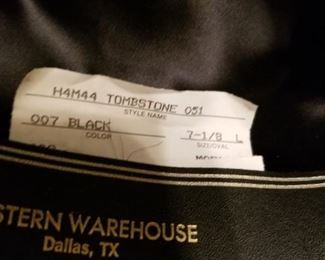 H4M44 TOMBSTONE 051
STYLE NAME
007 BLACK 7-1/8 L
COLOR SIZE/OVAL
STERN WAREHOUSE
Dallas, TX